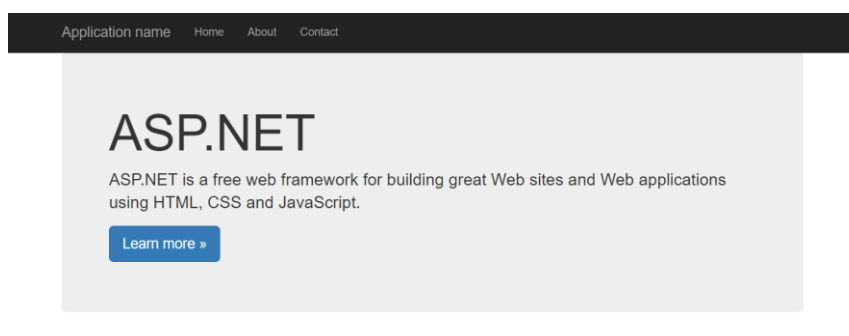 Application name Home About Contact
ASP.NET
ASP.NET is a free web framework for building great Web sites and Web applications
using HTML, CSS and JavaScript.
Learn more »